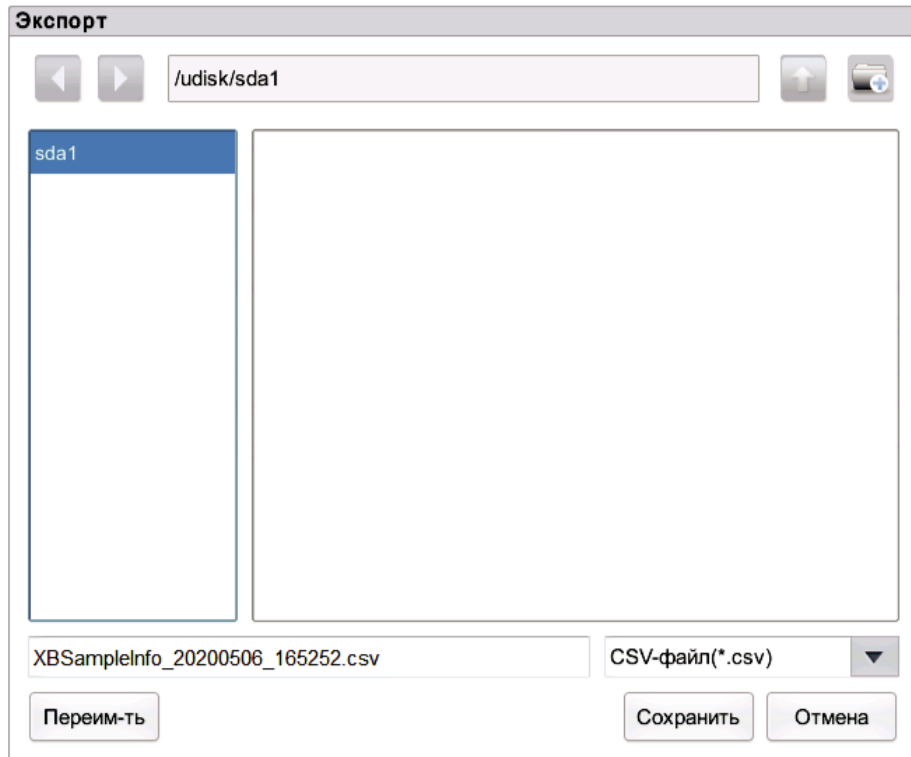 Экспорт
/udisk/sda1
sda1
XBSampleInfo_20200506_165252.csv
CSV-файл(*.csv)
Переим-ть
Сохранить
Отмена